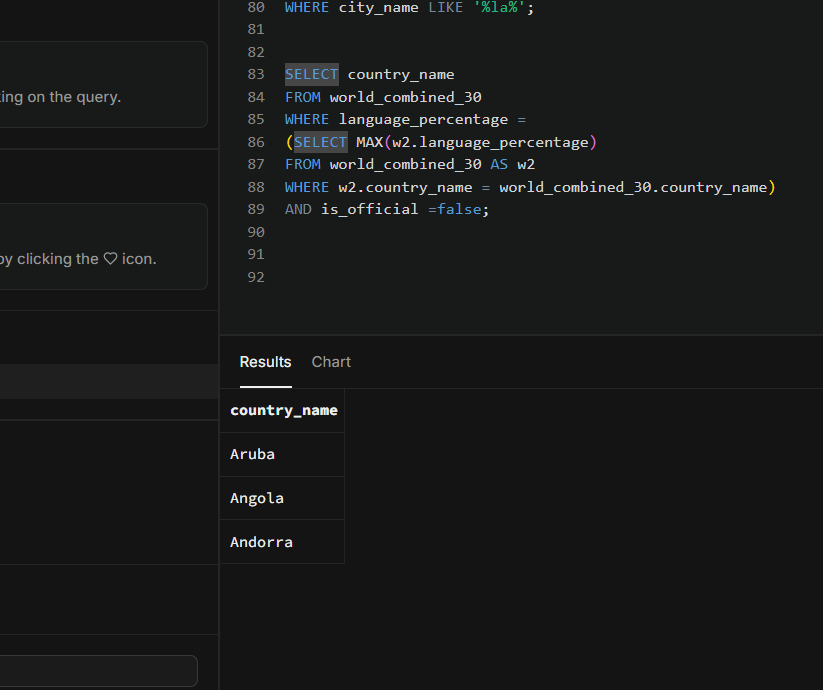 king on the query.
by clicking the icon.
80 WHERE city_name LIKE '%la%';
81
82
83 SELECT country_name
84 FROM world_combined_30
85 WHERE language_percentage =
86 (SELECT MAX(w2.language_percentage)
87 FROM world_combined_30 AS w2
88 WHERE w2.country_name = world_combined_30.country_name)
89 AND is_official =false;
90
91
92
Results Chart
country_name
Aruba
Angola
Andorra